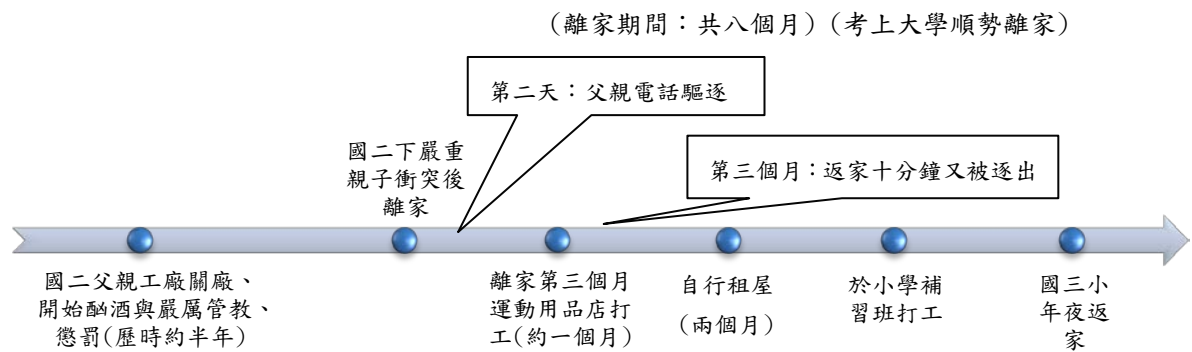 (離家期間：共八個月) (考上大學順勢離家)
第二天：父親電話驅逐
國二下嚴重
親子衝突後
離家
第三個月：返家十分鐘又被逐出
國二父親工廠關廠、
開始酗酒與嚴厲管教、
懲罰(歷時約半年)
離家第三個月
運動用品店打
工(約一個月)
自行租屋
(兩個月)
於小學補
習班打工
國三小
年夜返
家